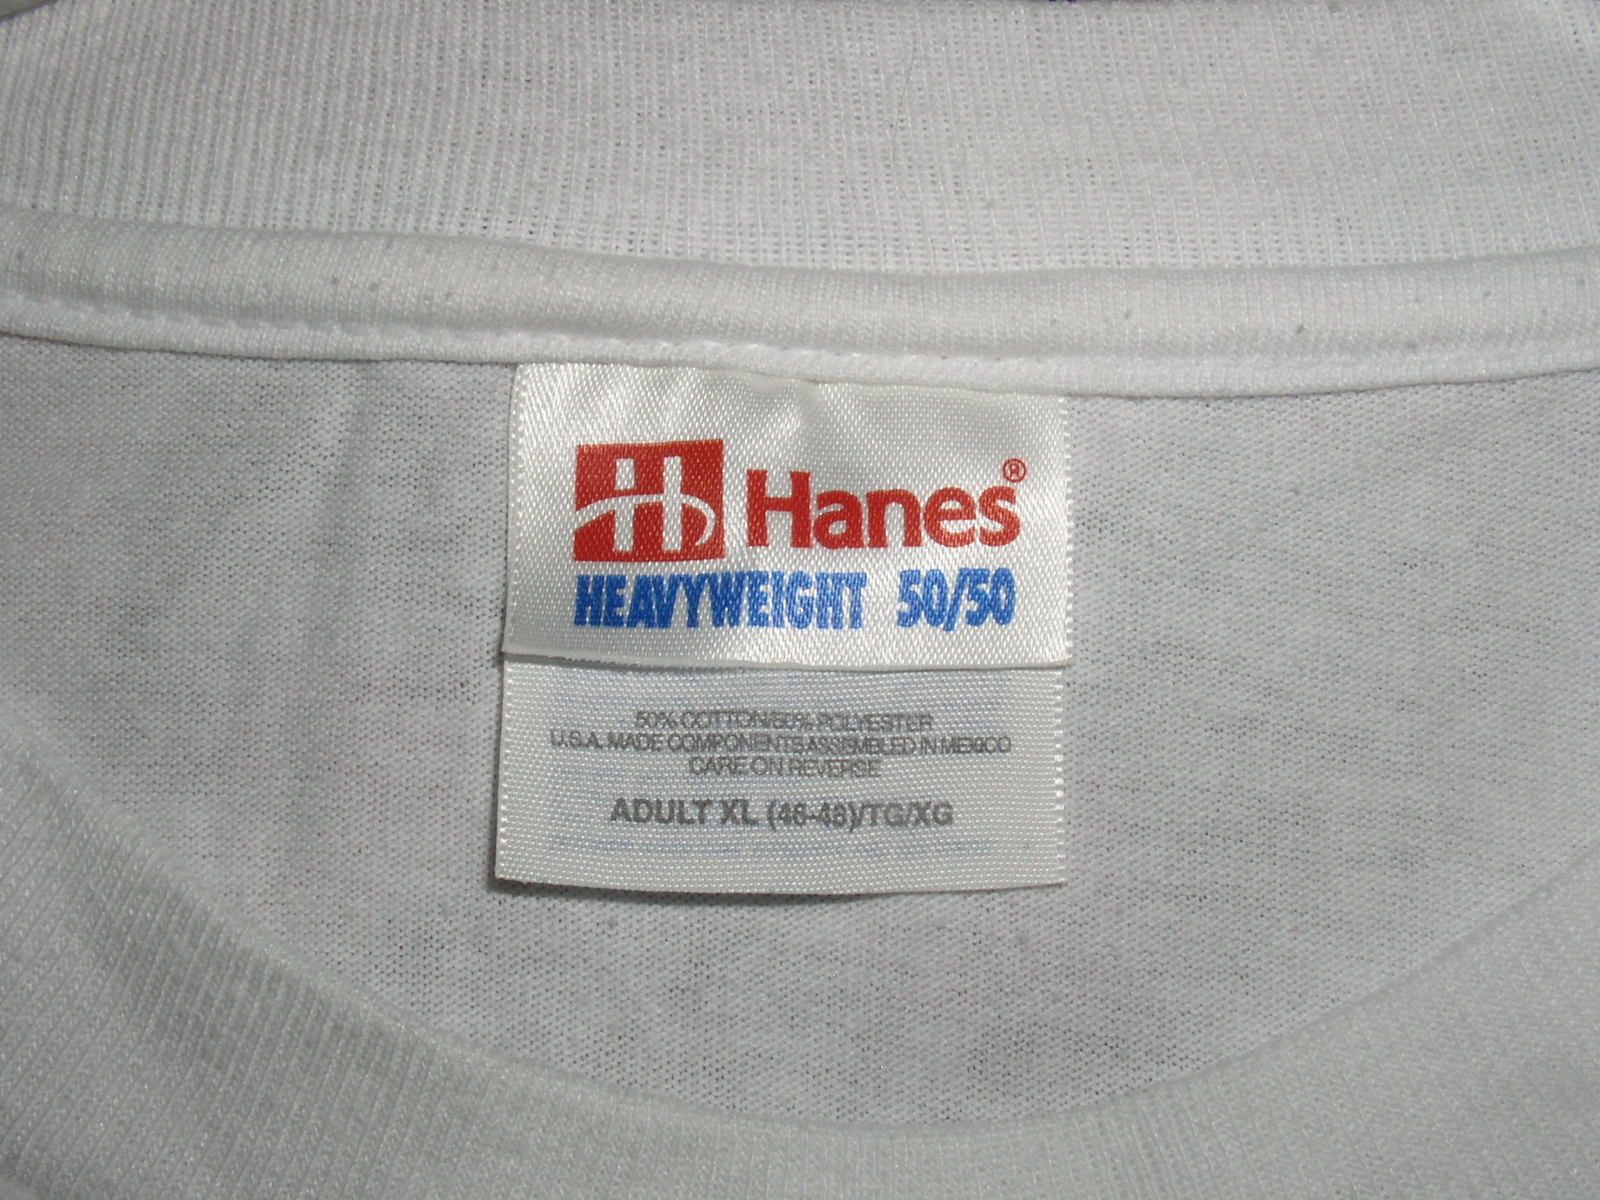 H Hanes®
HEAVYWEIGHT 50/50
50% COTTON/50% POLYESTER
U.S.A. MADE COMPONENTS ASSEMBLED IN MEXICO
CARE ON REVERSE
ADULT XL (46-48)/TG/XG